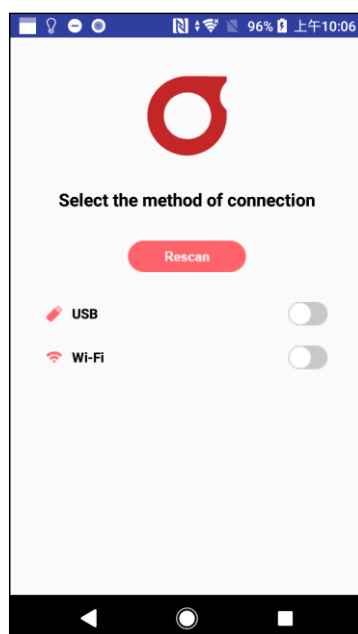 96% 上午10:06
Select the method of connection
Rescan
USB
Wi-Fi